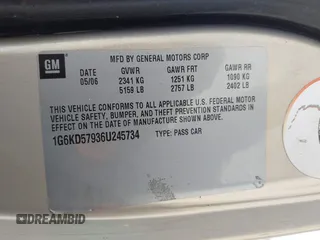 GM
MFD BY GENERAL MOTORS CORP
DATE GVWR GAWR FRT GAWR RR
05/06 2341 KG 1251 KG 1090 KG
5159 LB 2757 LB 2402 LB
THIS VEHICLE CONFORMS TO ALL APPLICABLE U.S. FEDERAL MOTOR
VEHICLE SAFETY, BUMPER, AND THEFT PREVENTION STANDARDS IN
EFFECT ON THE DATE OF MANUFACTURE SHOWN ABOVE.
1G6KD57936U245734 TYPE: PASS CAR
1BIDFAX